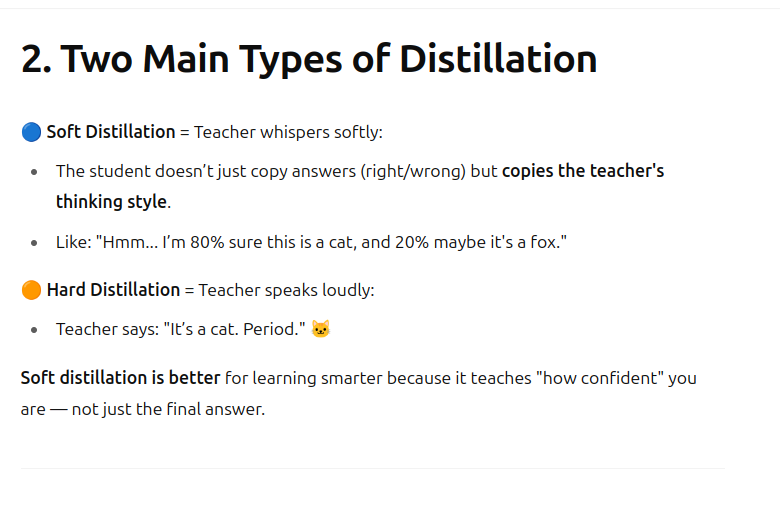 2. Two Main Types of Distillation
🔵 Soft Distillation = Teacher whispers softly:
• The student doesn’t just copy answers (right/wrong) but copies the teacher's
thinking style.
• Like: "Hmm... I’m 80% sure this is a cat, and 20% maybe it's a fox."
🟠 Hard Distillation = Teacher speaks loudly:
• Teacher says: "It’s a cat. Period." 🐱
Soft distillation is better for learning smarter because it teaches "how confident" you
are — not just the final answer.